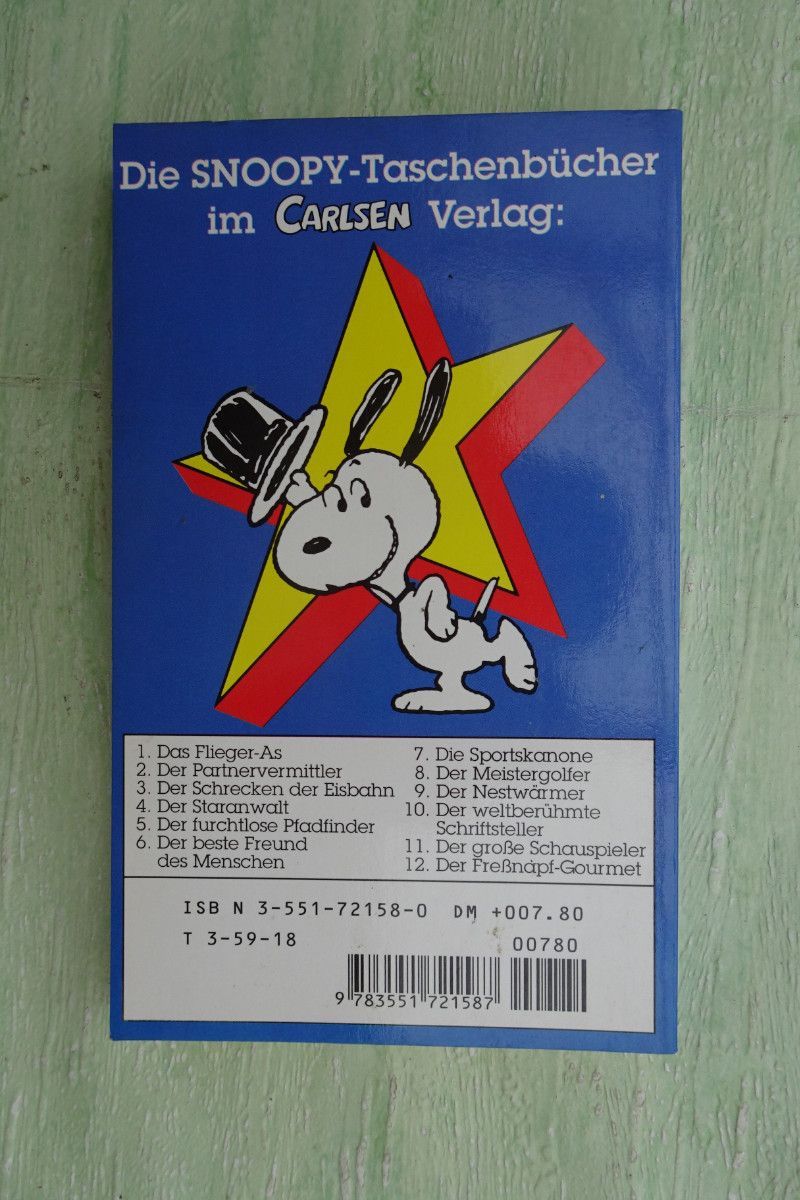 Die SNOOPY-Taschenbücher
im CARLSEN Verlag:
1. Das Flieger-As
2. Der Partnervermittler
3. Der Schrecken der Eisbahn
4. Der Staranwalt
5. Der furchtlose Pfadfinder
6. Der beste Freund
des Menschen
7. Die Sportskanone
8. Der Meistergolfer
9. Der Nestwärmer
10. Der weltberühmte
Schriftsteller
11. Der große Schauspieler
12. Der Freßnapf-Gourmet
ISB N 3-551-72158-0 DM +007.80
T 3-59-18 00780
9 783551 721587